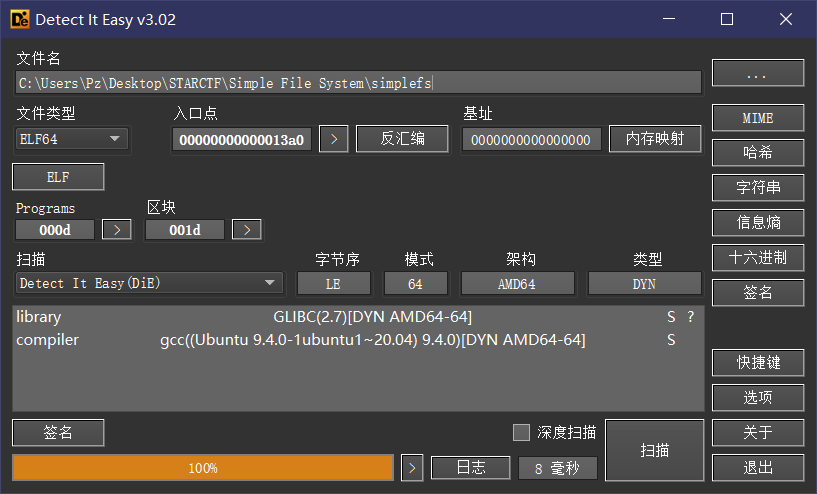 Detect It Easy v3.02
文件名
C:\Users\Pz\Desktop\STARCTF\Simple File System\simplefs
...
文件类型 入口点 基址
ELF64 00000000000013a0 > 反汇编 0000000000000000 内存映射
MIME
哈希
ELF
字符串
Programs 区块
000d > 001d >
信息熵
扫描 字节序 模式 架构 类型
十六进制
Detect It Easy(DiE) LE 64 AMD64 DYN
签名
library GLIBC(2.7)[DYN AMD64-64] S ?
compiler gcc((Ubuntu 9.4.0-1ubuntu1~20.04) 9.4.0)[DYN AMD64-64] S
快捷键
选项
签名 深度扫描 扫描 关于
100% > 日志 8 毫秒 退出